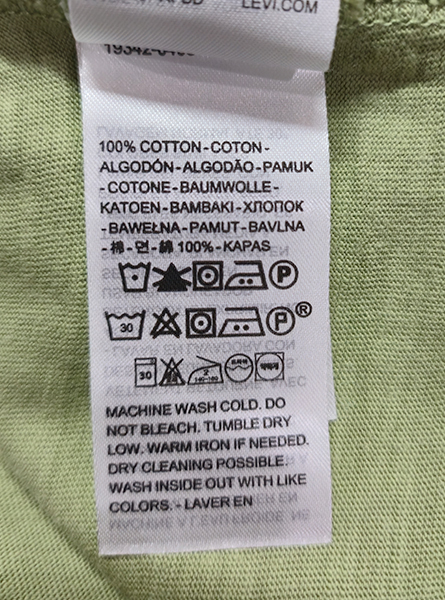 LEVI.COM
100% COTTON - COTON -
ALGODÓN - ALGODÃO - PAMUK
- COTONE - BAUMWOLLE -
KATOEN - BAMBAKI - ХЛОПОК
- BAWEŁNA - PAMUT - BAVLNA
- 棉 - 면 - 綿 100% - KAPAS
P
30 P®
30
MACHINE WASH COLD. DO
NOT BLEACH. TUMBLE DRY
LOW. WARM IRON IF NEEDED.
DRY CLEANING POSSIBLE.
WASH INSIDE OUT WITH LIKE
COLORS. - LAVER EN